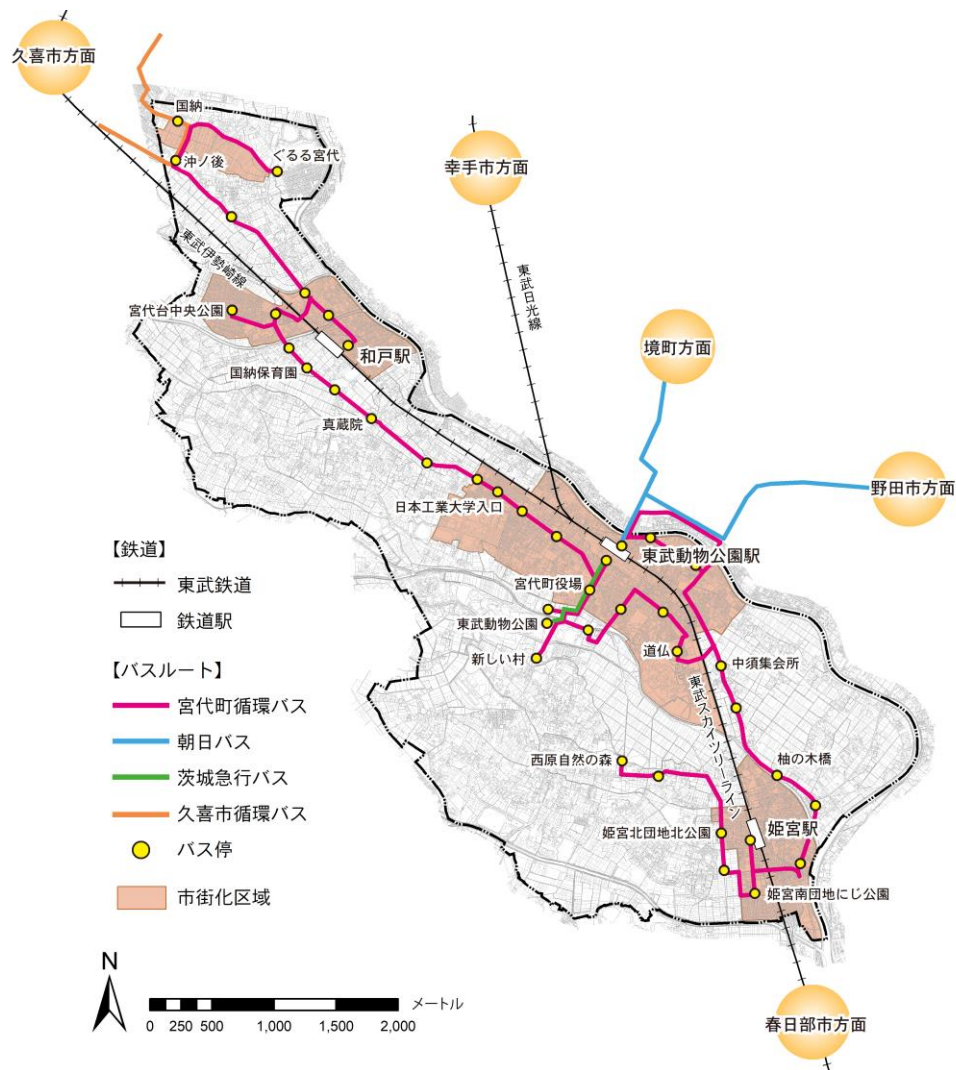 久喜市方面
国納
沖ノ後
ぐるる宮代
幸手市方面
東武伊勢崎線
東武日光線
宮代台中央公園
和戸駅
境町方面
国納保育園
真蔵院
野田市方面
日本工業大学入口
東武動物公園駅
宮代町役場
東武動物公園
新しい村
道仏
中須集会所
東武スカイツリーライン
西原自然の森
柚の木橋
姫宮北団地北公園
姫宮駅
姫宮南団地にじ公園
春日部市方面
【鉄道】
東武鉄道
鉄道駅
【バスルート】
宮代町循環バス
朝日バス
茨城急行バス
久喜市循環バス
バス停
市街化区域
N
メートル
0 250 500 1,000 1,500 2,000